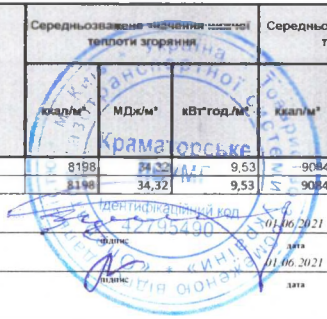 Середньозважене значення нижчої
теплоти згоряння
Середньо
т
ккал/м³ МДж/м³ кВт*год./м³ ккал/м³
Краматорське
8198 34,32 9,53 9084
8198 34,32 9,53 9084
ідентифікаційний код
42795490
01.06.2021
підпис дата
01.06.2021
підпис дата